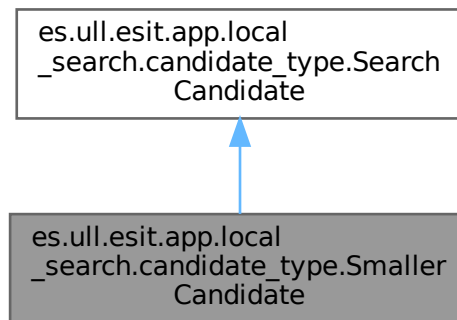 es.ull.esit.app.local
_search.candidate_type.Search
Candidate
es.ull.esit.app.local
_search.candidate_type.Smaller
Candidate